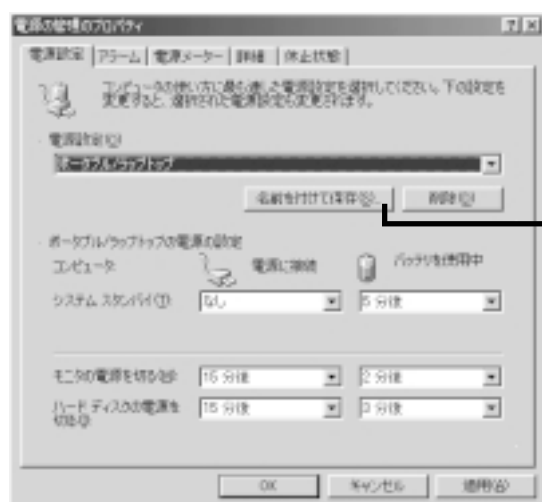 電源の管理のプロパティ
電源設定 アラーム 電源メーター 詳細 休止状態
コンピュータの使い方に最も適した電源設定を選択してください。下の設定を
変更すると、選択された電源設定も変更されます。
電源設定(C)
ポータブル/ラップトップ
名前を付けて保存(S)... 削除(D)
ポータブル/ラップトップの電源の設定
コンピュータ: 電源に接続 バッテリを使用中
システム スタンバイ(T): なし 5 分後
モニタの電源を切る(M): 15 分後 2 分後
ハード ディスクの電源を 15 分後 3 分後
切る(I):
OK キャンセル 適用(A)